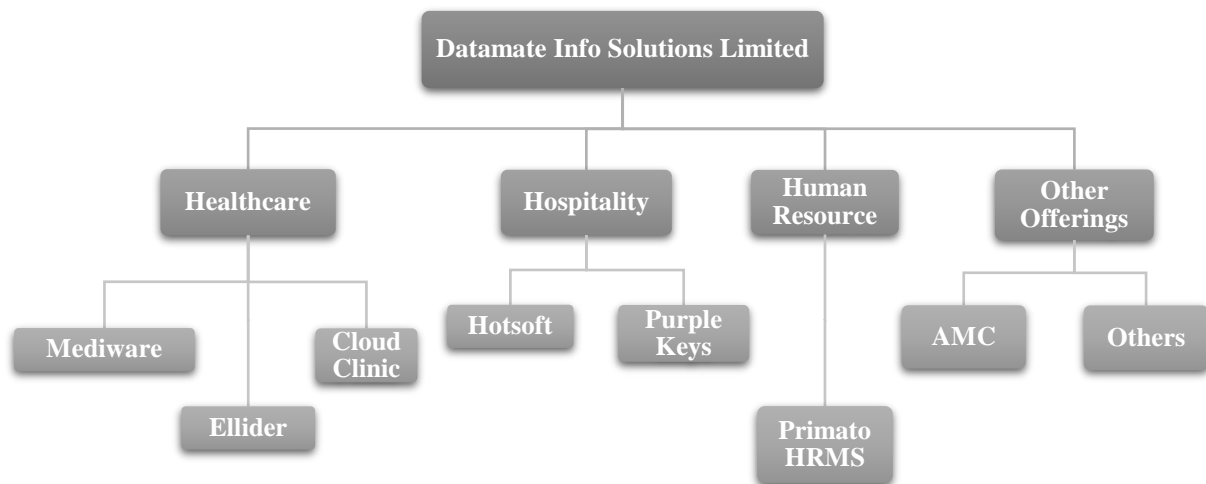 Datamate Info Solutions Limited
Healthcare
Hospitality
Human
Resource
Other
Offerings
Mediware
Ellider
Cloud
Clinic
Hotsoft
Purple
Keys
Primato
HRMS
AMC
Others